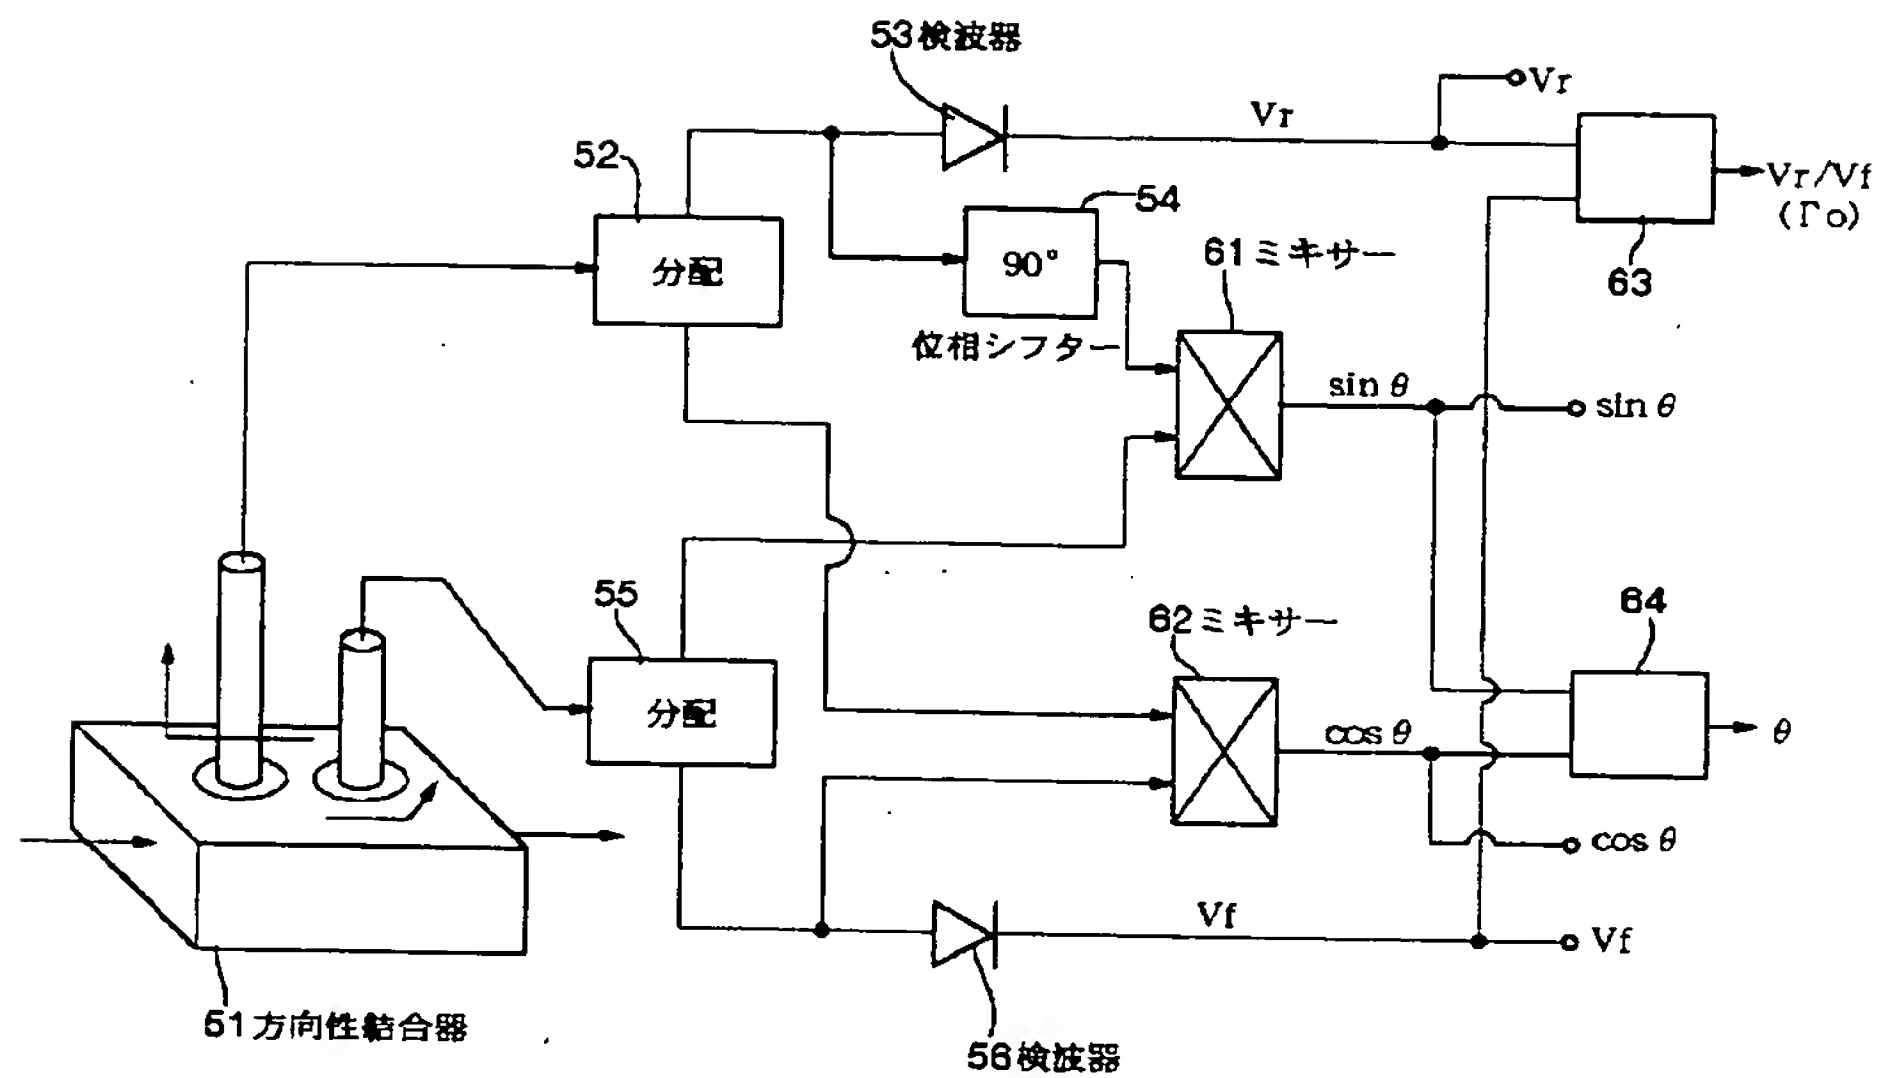 53検波器
Vr
Vr
52
54
Vr/Vf
(Γo)
分配
90°
61ミキサー
63
位相シフター
sin θ
sin θ
55
62ミキサー
64
分配
cos θ
θ
cos θ
Vf
Vf
51方向性結合器
56検波器